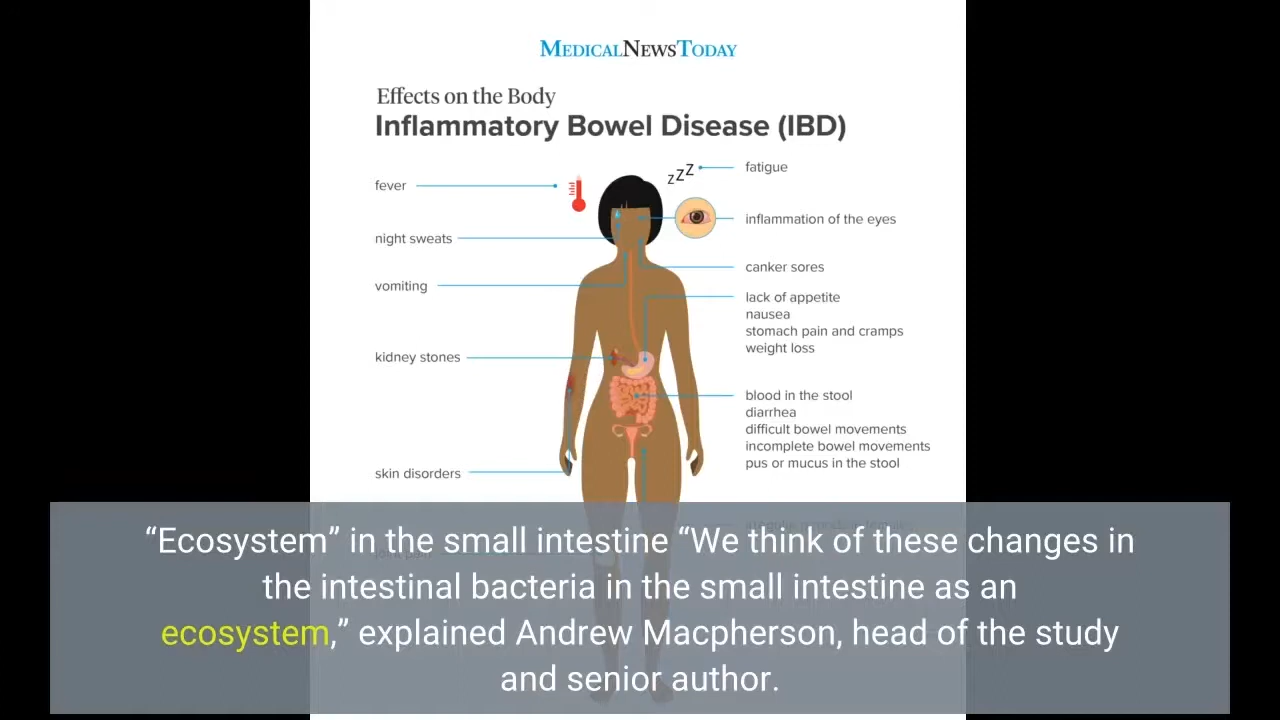 MEDICALNEWSTODAY
Effects on the Body
Inflammatory Bowel Disease (IBD)
zzZ
fatigue
fever
inflammation of the eyes
night sweats
canker sores
vomiting
lack of appetite
nausea
stomach pain and cramps
weight loss
kidney stones
blood in the stool
diarrhea
difficult bowel movements
incomplete bowel movements
pus or mucus in the stool
skin disorders
“Ecosystem” in the small intestine “We think of these changes in
the intestinal bacteria in the small intestine as an
ecosystem,” explained Andrew Macpherson, head of the study
and senior author.